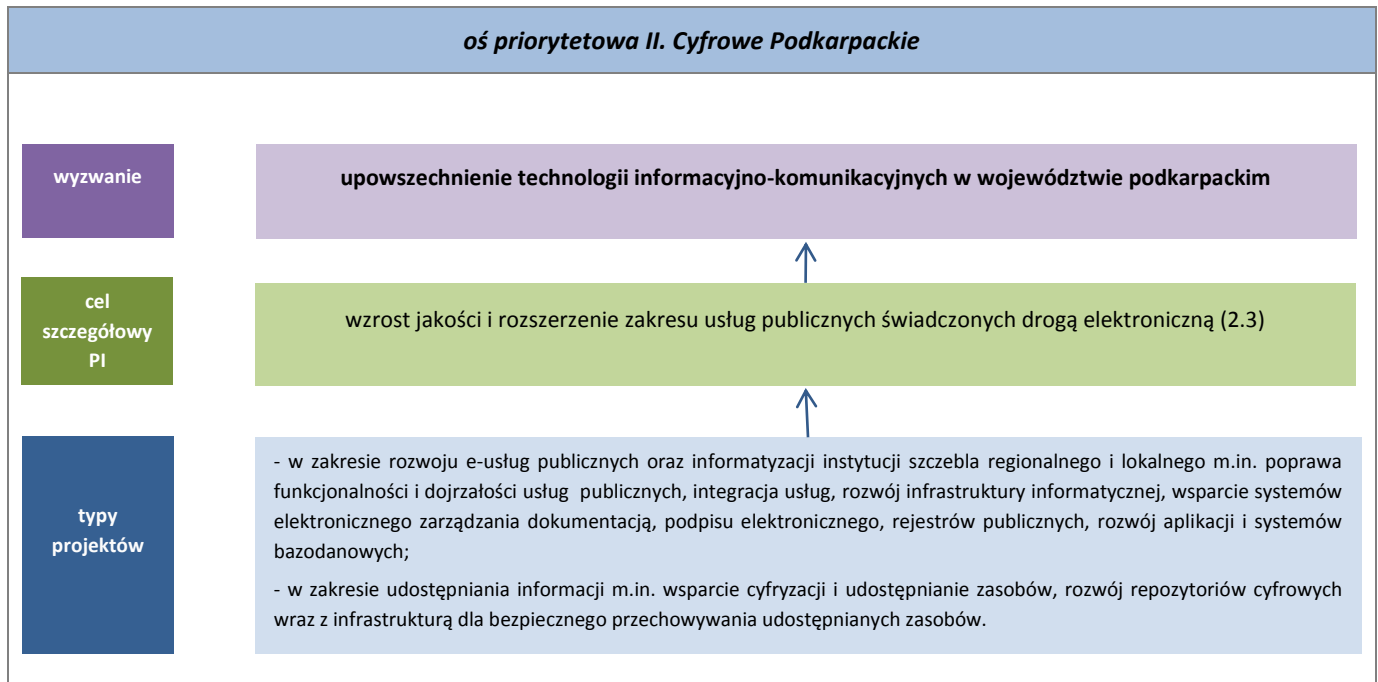 oś priorytetowa II. Cyfrowe Podkarpackie
wyzwanie
upowszechnienie technologii informacyjno-komunikacyjnych w województwie podkarpackim
cel
szczegółowy
PI
wzrost jakości i rozszerzenie zakresu usług publicznych świadczonych drogą elektroniczną (2.3)
typy
projektów
- w zakresie rozwoju e-usług publicznych oraz informatyzacji instytucji szczebla regionalnego i lokalnego m.in. poprawa
funkcjonalności i dojrzałości usług publicznych, integracja usług, rozwój infrastruktury informatycznej, wsparcie systemów
elektronicznego zarządzania dokumentacją, podpisu elektronicznego, rejestrów publicznych, rozwój aplikacji i systemów
bazodanowych;
- w zakresie udostępniania informacji m.in. wsparcie cyfryzacji i udostępnianie zasobów, rozwój repozytoriów cyfrowych
wraz z infrastrukturą dla bezpiecznego przechowywania udostępnianych zasobów.